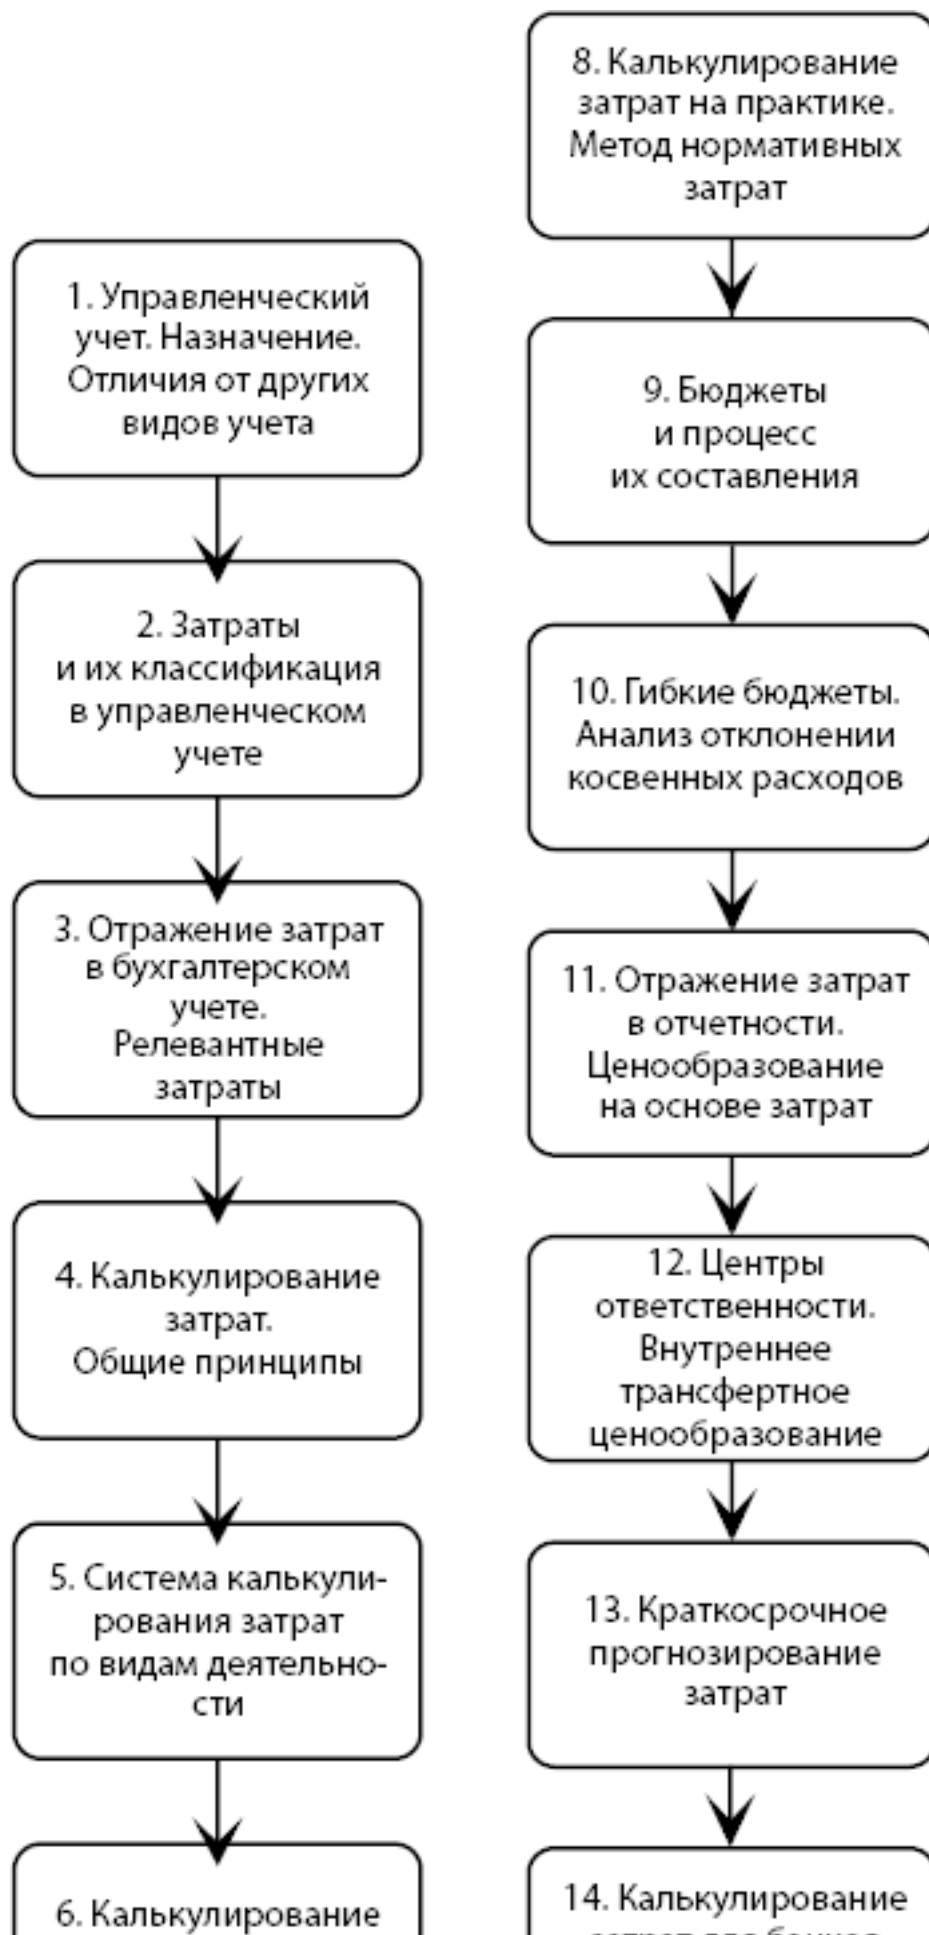 1. Управленческий
учет. Назначение.
Отличия от других
видов учета
2. Затраты
и их классификация
в управленческом
учете
3. Отражение затрат
в бухгалтерском
учете.
Релевантные
затраты
4. Калькулирование
затрат.
Общие принципы
5. Система калькули-
рования затрат
по видам деятельно-
сти
6. Калькулирование
8. Калькулирование
затрат на практике.
Метод нормативных
затрат
9. Бюджеты
и процесс
их составления
10. Гибкие бюджеты.
Анализ отклонении
косвенных расходов
11. Отражение затрат
в отчетности.
Ценообразование
на основе затрат
12. Центры
ответственности.
Внутреннее
трансфертное
ценообразование
13. Краткосрочное
прогнозирование
затрат
14. Калькулирование